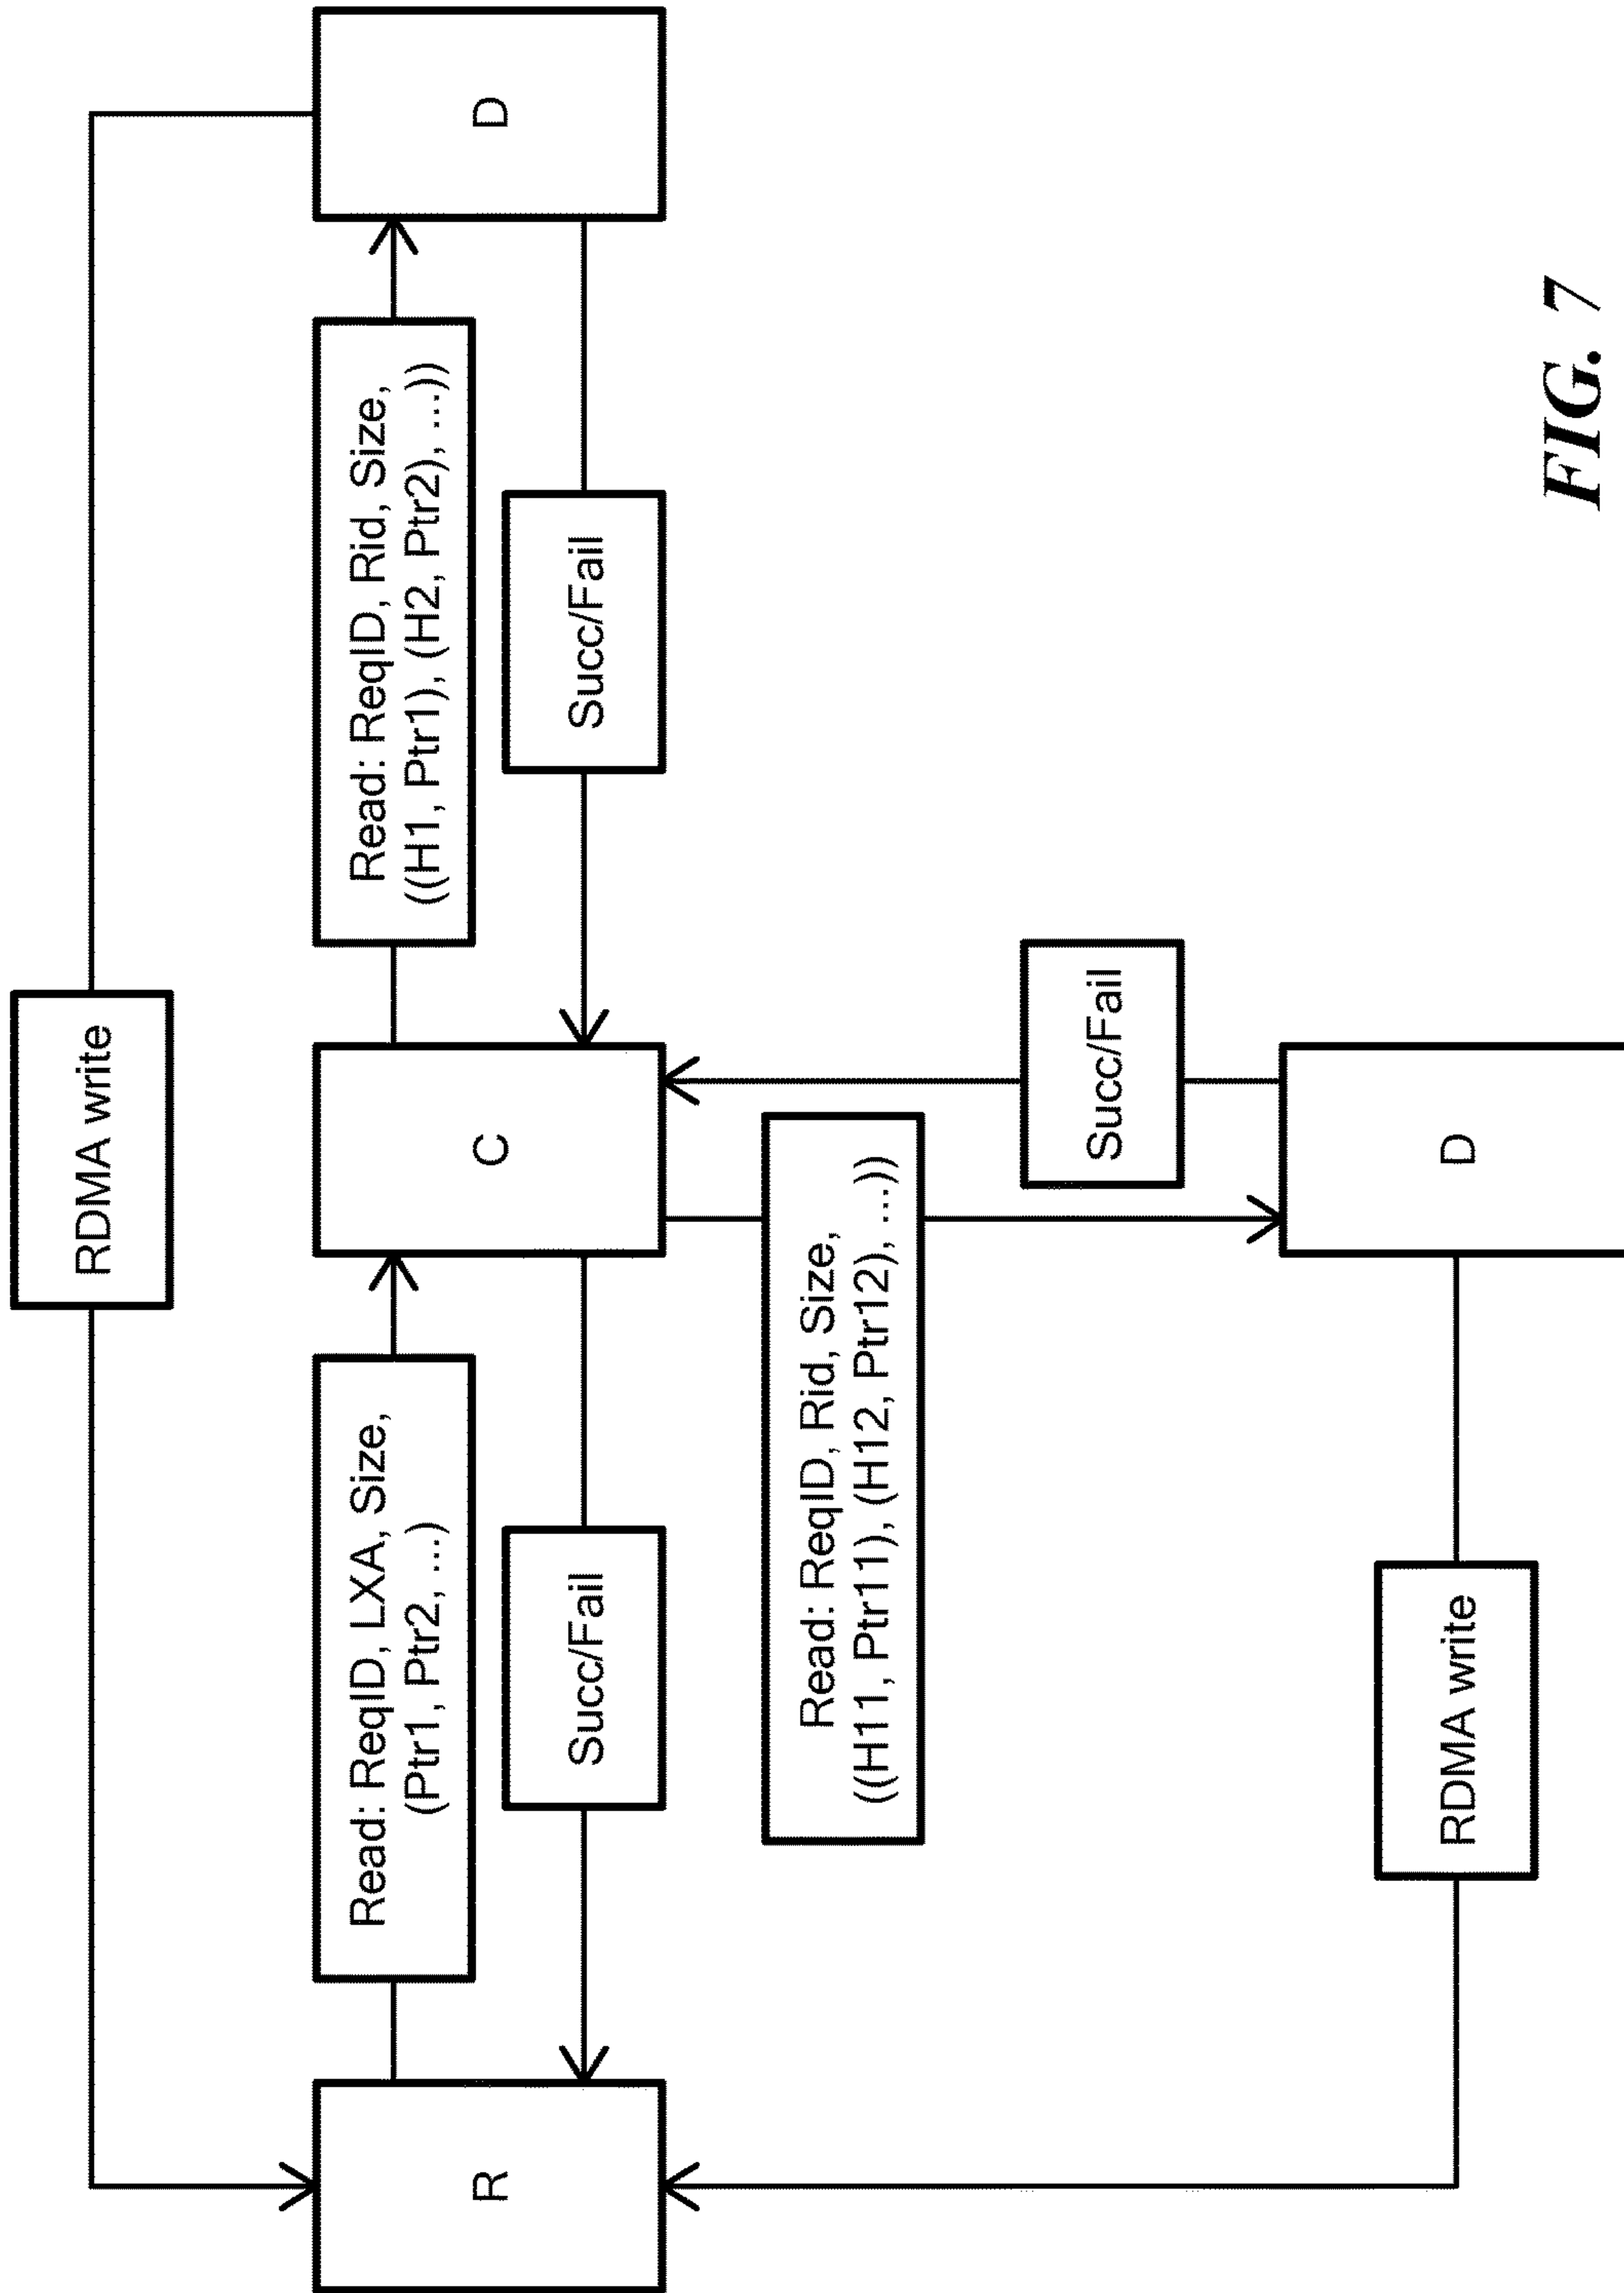 RDMA write
R
Read: ReqID, LXA, Size,
(Ptr1, Ptr2, ...)
Succ/Fail
C
Read: ReqID, Rid, Size,
((H1, Ptr1), (H2, Ptr2), ...))
Succ/Fail
D
Read: ReqID, Rid, Size,
((H11, Ptr11), (H12, Ptr12), ...))
Succ/Fail
RDMA write
D
FIG. 7